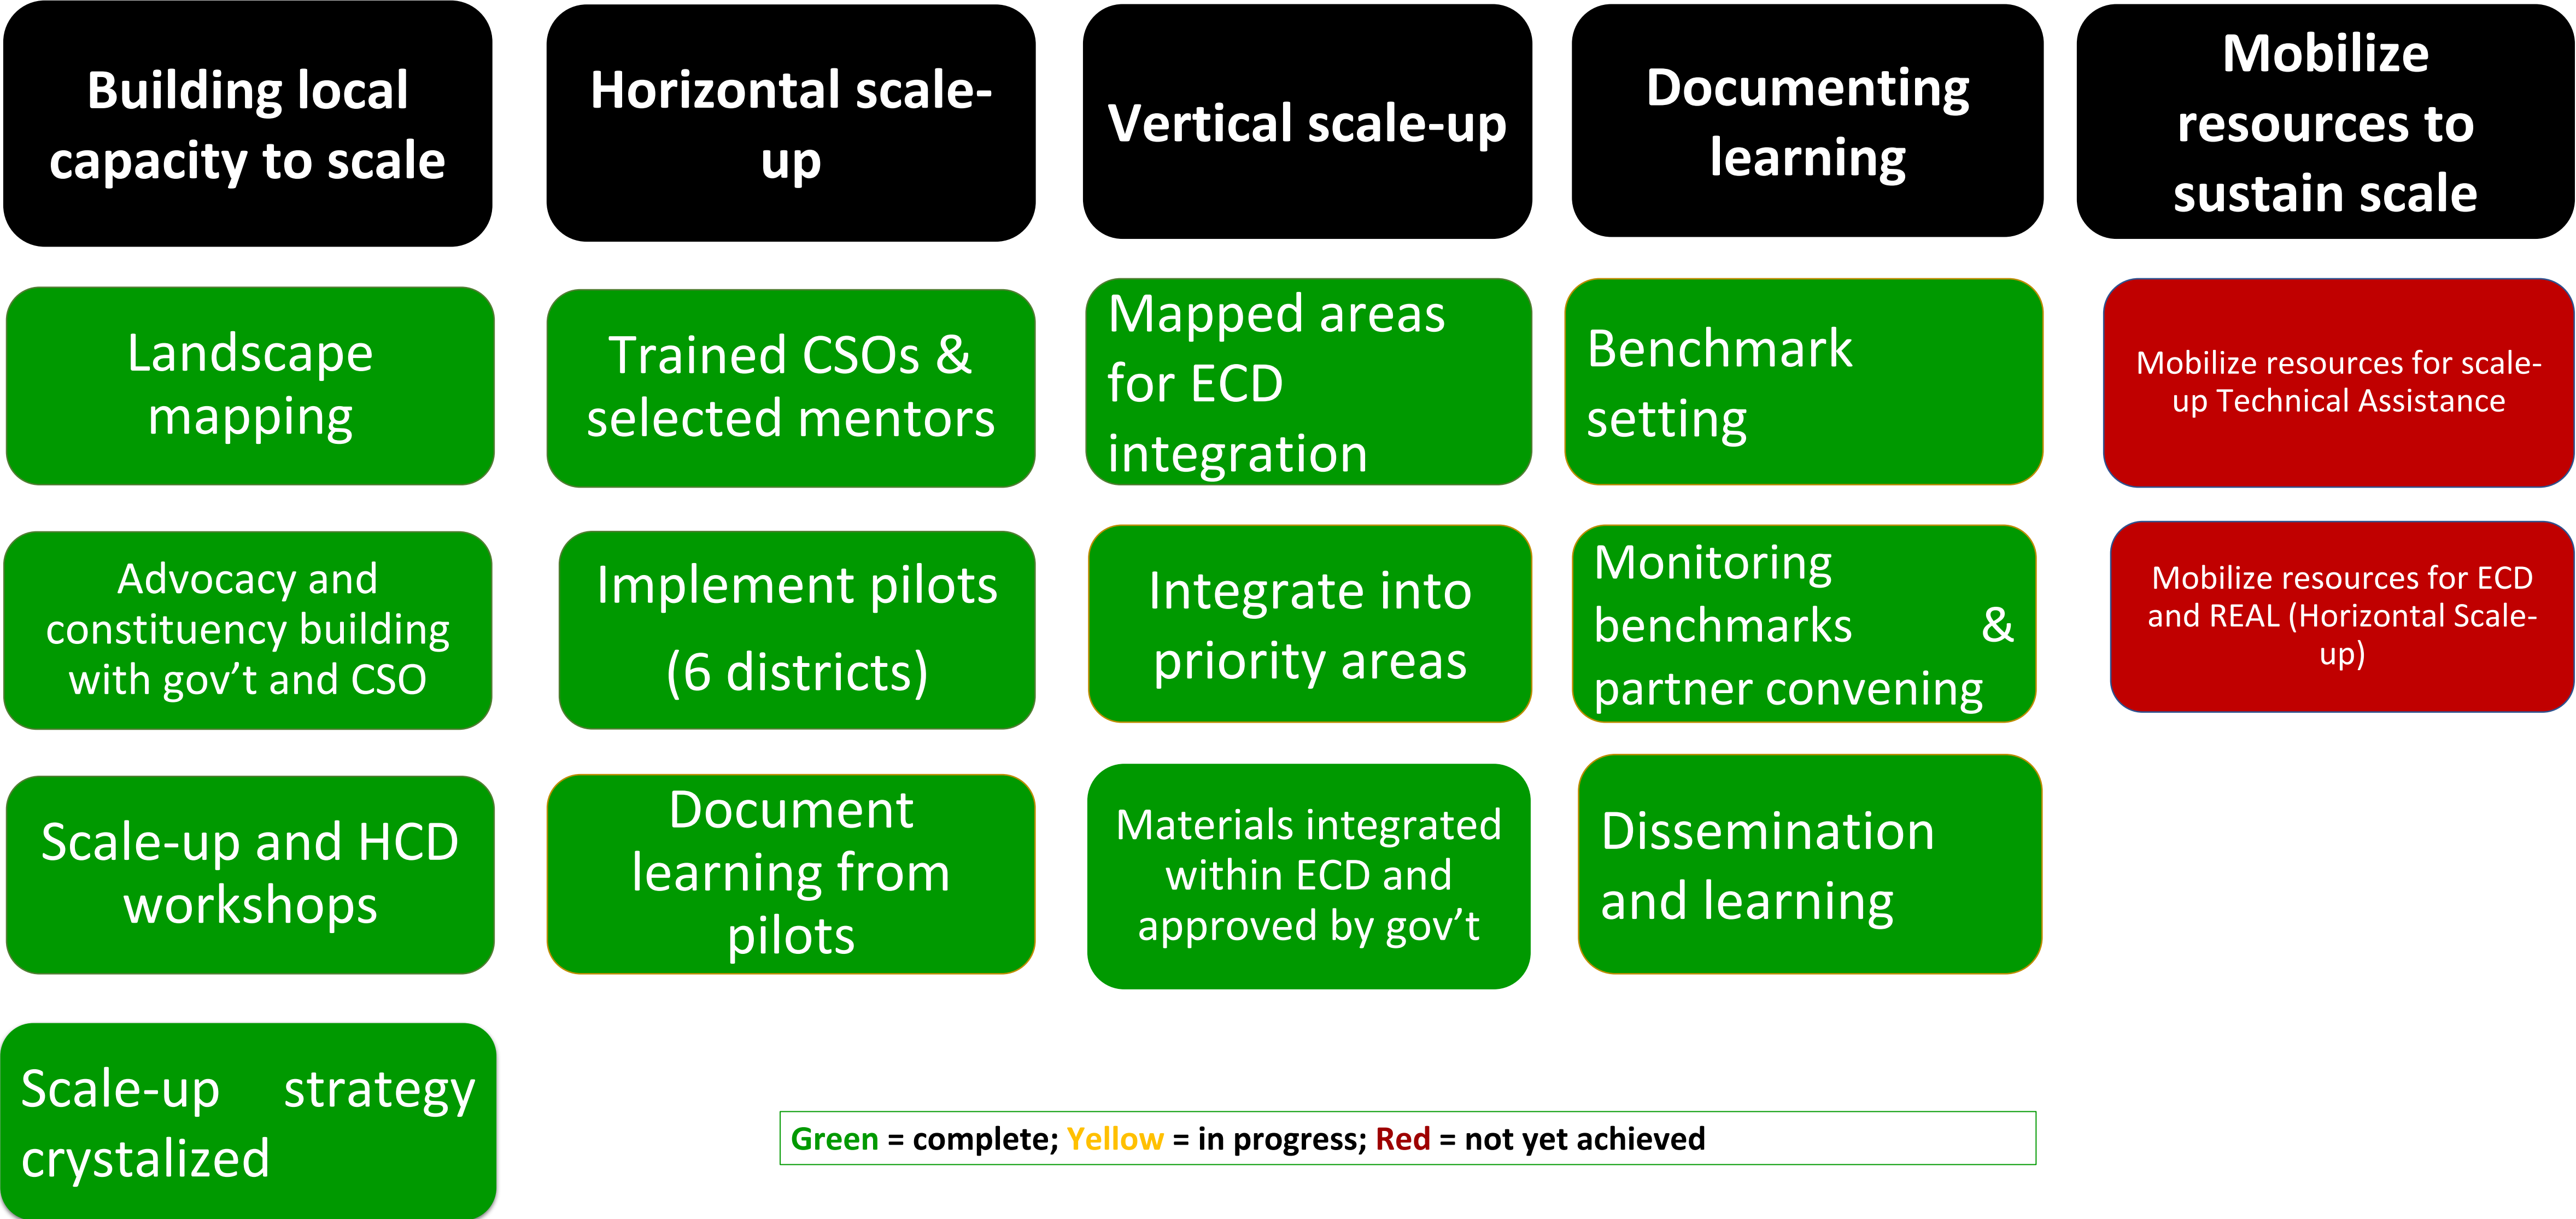 Building local
capacity to scale
Landscape
mapping
Advocacy and
constituency building
with gov’t and CSO
Scale-up and HCD
workshops
Scale-up strategy
crystalized
Horizontal scale-
up
Trained CSOs &
selected mentors
Implement pilots
(6 districts)
Document
learning from
pilots
Vertical scale-up
Mapped areas
for ECD
integration
Integrate into
priority areas
Materials integrated
within ECD and
approved by gov’t
Documenting
learning
Benchmark
setting
Monitoring
benchmarks &
partner convening
Dissemination
and learning
Mobilize
resources to
sustain scale
Mobilize resources for scale-
up Technical Assistance
Mobilize resources for ECD
and REAL (Horizontal Scale-
up)
Green = complete; Yellow = in progress; Red = not yet achieved